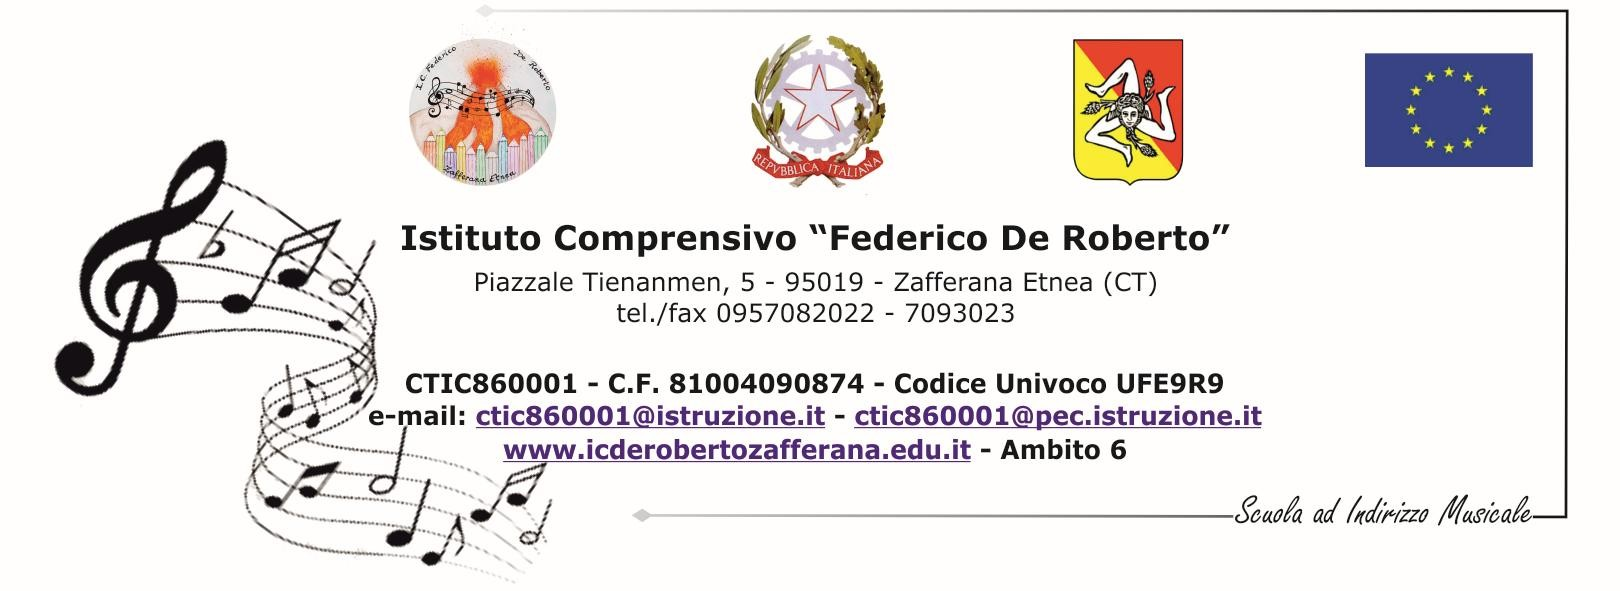 I.C. Federico De Roberto
Zafferana Etnea
REPVBBLICA ITALIANA
Istituto Comprensivo “Federico De Roberto”
Piazzale Tienanmen, 5 - 95019 - Zafferana Etnea (CT)
tel./fax 0957082022 - 7093023
CTIC860001 - C.F. 81004090874 - Codice Univoco UFE9R9
e-mail: ctic860001@istruzione.it - ctic860001@pec.istruzione.it
www.icderobertozafferana.edu.it - Ambito 6
Scuola ad Indirizzo Musicale